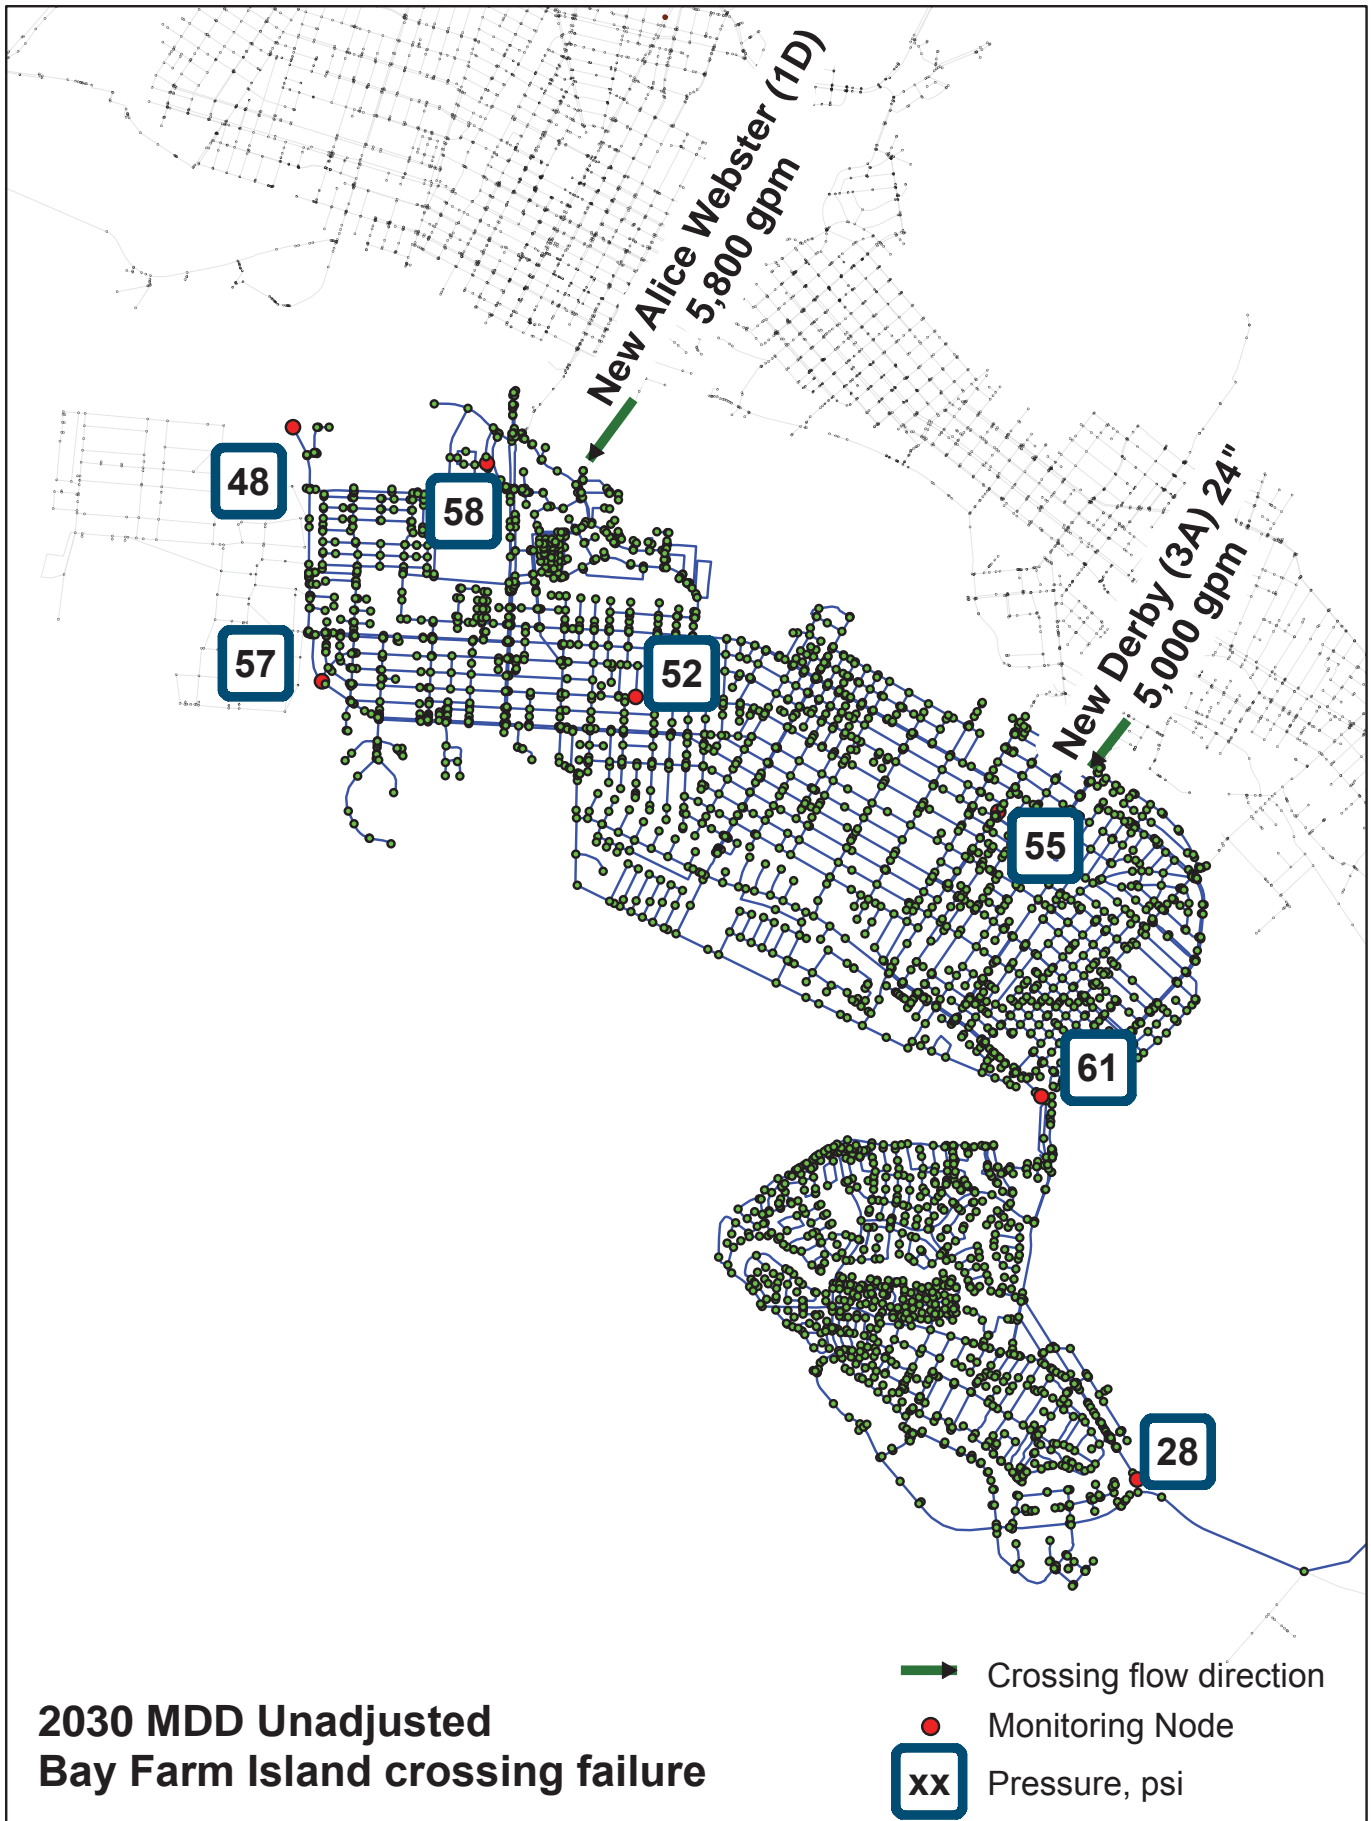 New Alice Webster (1D)
5,800 gpm
48
58
New Derby (3A) 24"
5,000 gpm
57
52
55
61
28
Crossing flow direction
Monitoring Node
xx Pressure, psi
2030 MDD Unadjusted
Bay Farm Island crossing failure